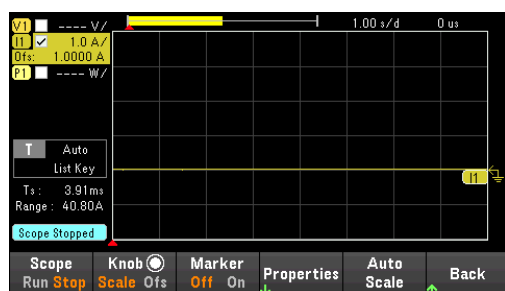 V1 ---- V/ 1.00 s/d 0 us
I1 1.0 A/
Ofs: 1.0000 A
P1 ---- W/
T Auto
List Key
I1
Ts: 3.91ms
Range: 40.80A
Scope Stopped
Scope Knob Marker Properties Auto Back
Run Stop Scale Ofs Off On Scale